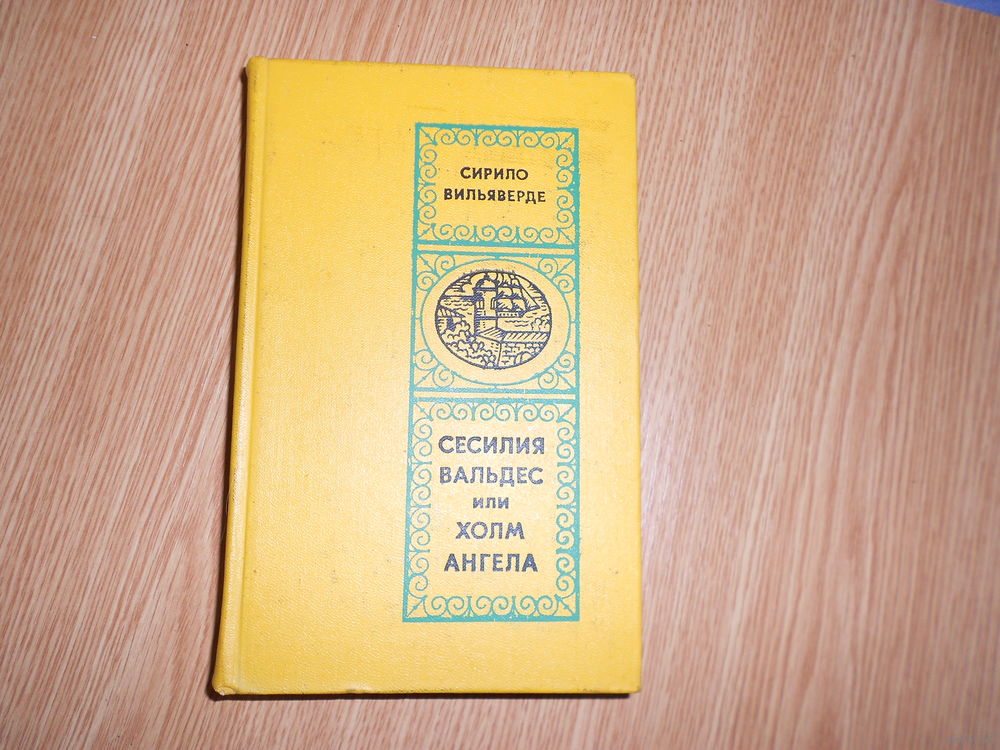 СИРИЛО
ВИЛЬЯВЕРДЕ
СЕСИЛИЯ
ВАЛЬДЕС
ИЛИ
ХОЛМ
АНГЕЛА